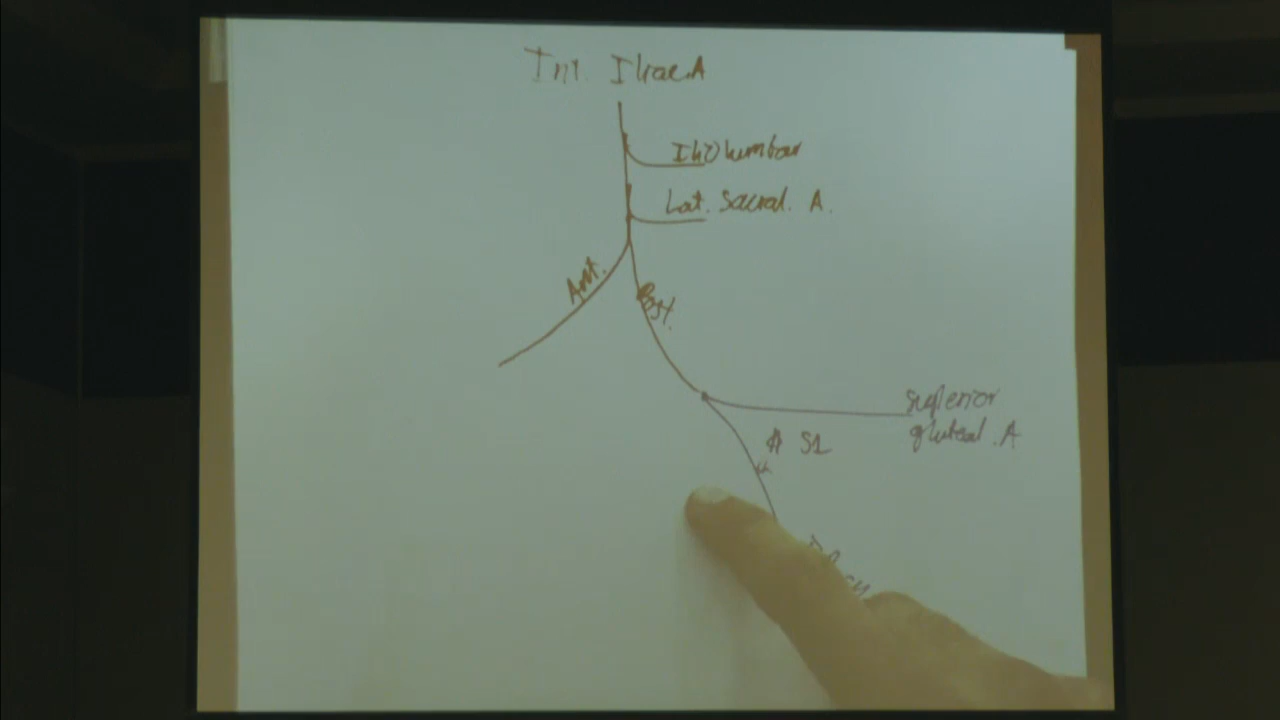 Int. Iliac.A
Iliolumbar
Lat. Sacral. A.
Ant.
Post.
Superior
gluteal. A
S1